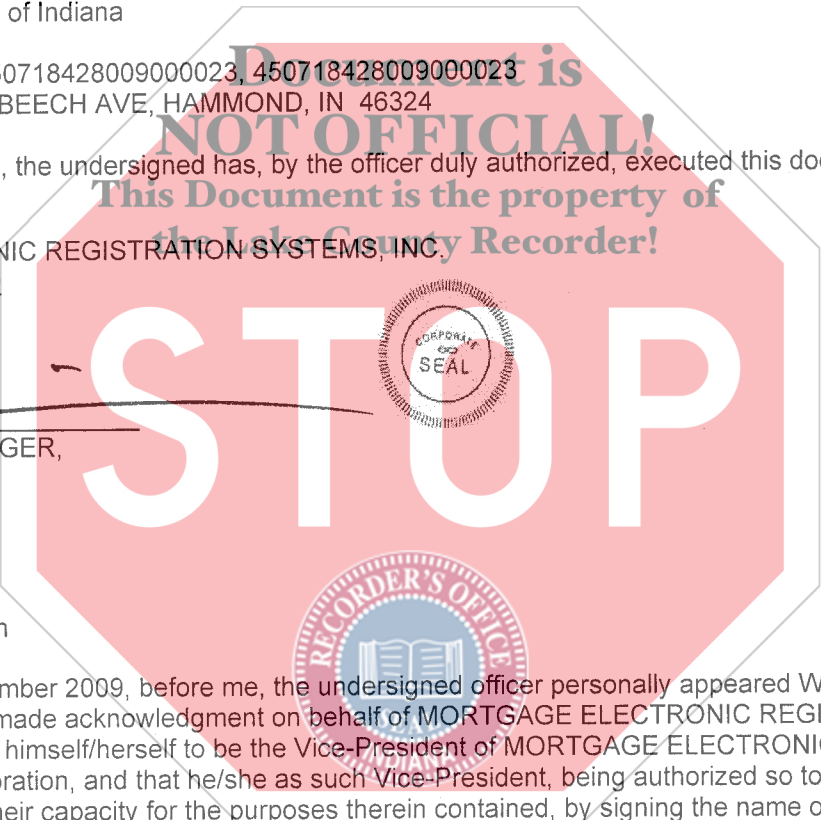 of Indiana
50718428009000023, 450718428009000023
Document is
BEECH AVE, HAMMOND, IN 46324
NOT OFFICIAL!
, the undersigned has, by the officer duly authorized, executed this doc
This Document is the property of
the Lake County Recorder!
NIC REGISTRATION SYSTEMS, INC.
CORPORATE
SEAL
STOP
GER,
RECORDER'S OFFICE
SEAL
INDIANA
mber 2009, before me, the undersigned officer personally appeared W
made acknowledgment on behalf of MORTGAGE ELECTRONIC REGI
himself/herself to be the Vice-President of MORTGAGE ELECTRONIC
oration, and that he/she as such Vice-President, being authorized so to
heir capacity for the purposes therein contained, by signing the name o